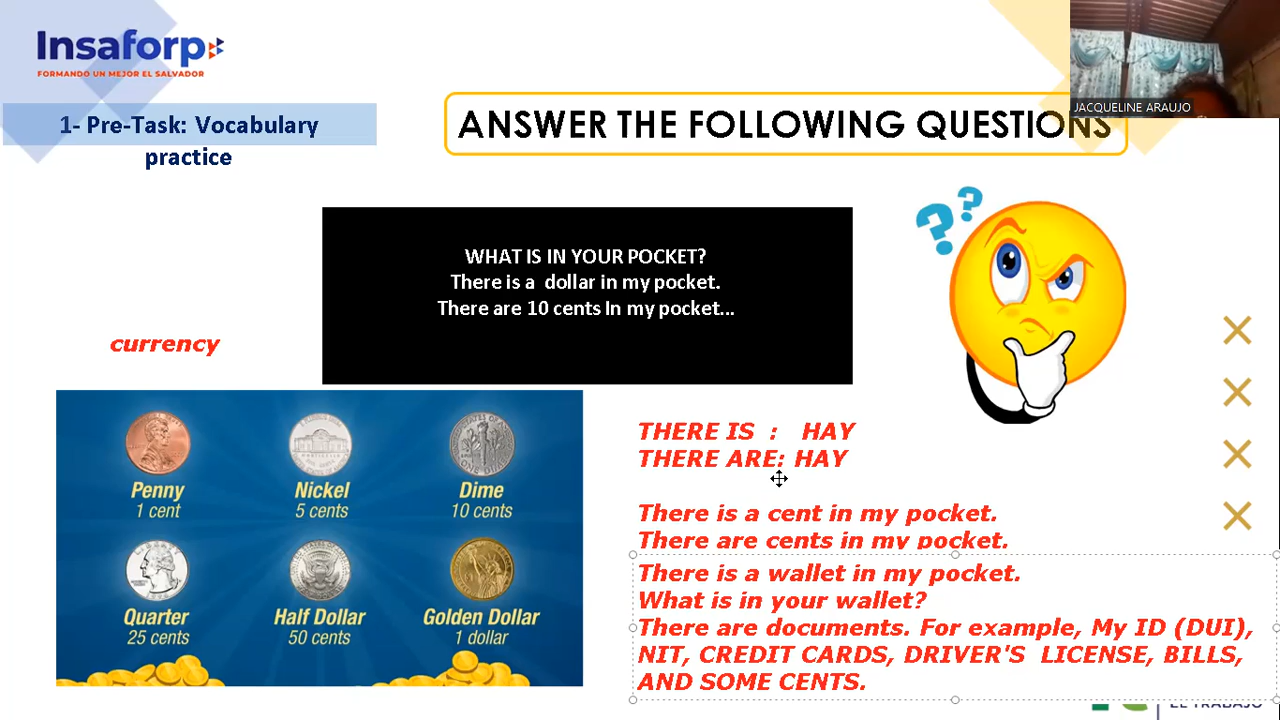 Insaforp
FORMANDO UN MEJOR EL SALVADOR
JACQUELINE ARAUJO
1- Pre-Task: Vocabulary
practice
ANSWER THE FOLLOWING QUESTIONS
WHAT IS IN YOUR POCKET?
There is a dollar in my pocket.
There are 10 cents In my pocket...
currency
Penny
1 cent
Nickel
5 cents
Dime
10 cents
Quarter
25 cents
Half Dollar
50 cents
Golden Dollar
1 dollar
THERE IS : HAY
THERE ARE: HAY
There is a cent in my pocket.
There are cents in my pocket.
There is a wallet in my pocket.
What is in your wallet?
There are documents. For example, My ID (DUI),
NIT, CREDIT CARDS, DRIVER'S LICENSE, BILLS,
AND SOME CENTS.
EL TRABAJO